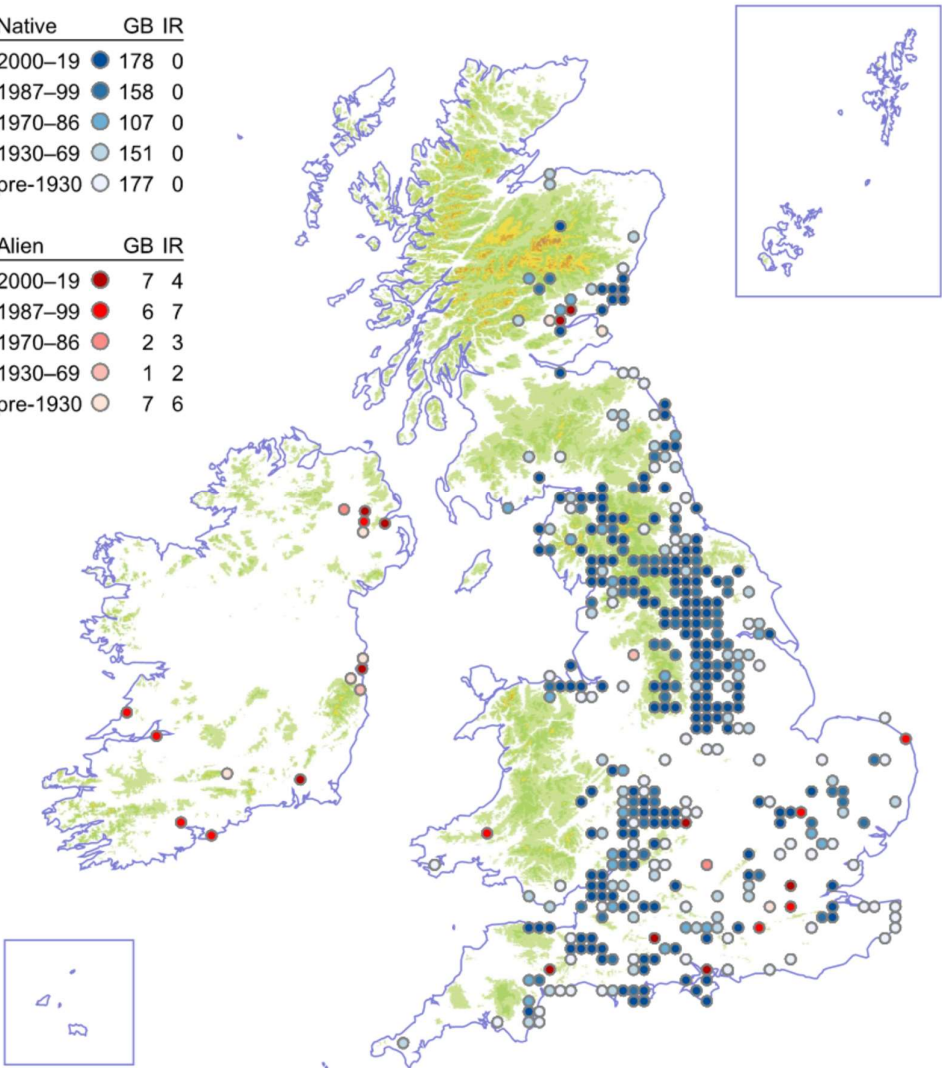 Native GB IR
2000–19 178 0
1987–99 158 0
1970–86 107 0
1930–69 151 0
pre-1930 177 0
Alien GB IR
2000–19 7 4
1987–99 6 7
1970–86 2 3
1930–69 1 2
pre-1930 7 6